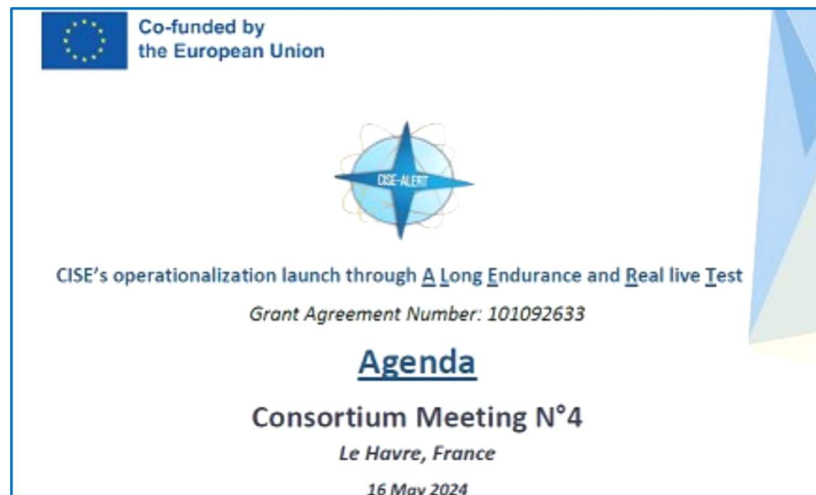 Co-funded by
the European Union
CISE-ALERT
CISE's operationalization launch through A Long Endurance and Real live Test
Grant Agreement Number: 101092633
Agenda
Consortium Meeting N°4
Le Havre, France
16 May 2024